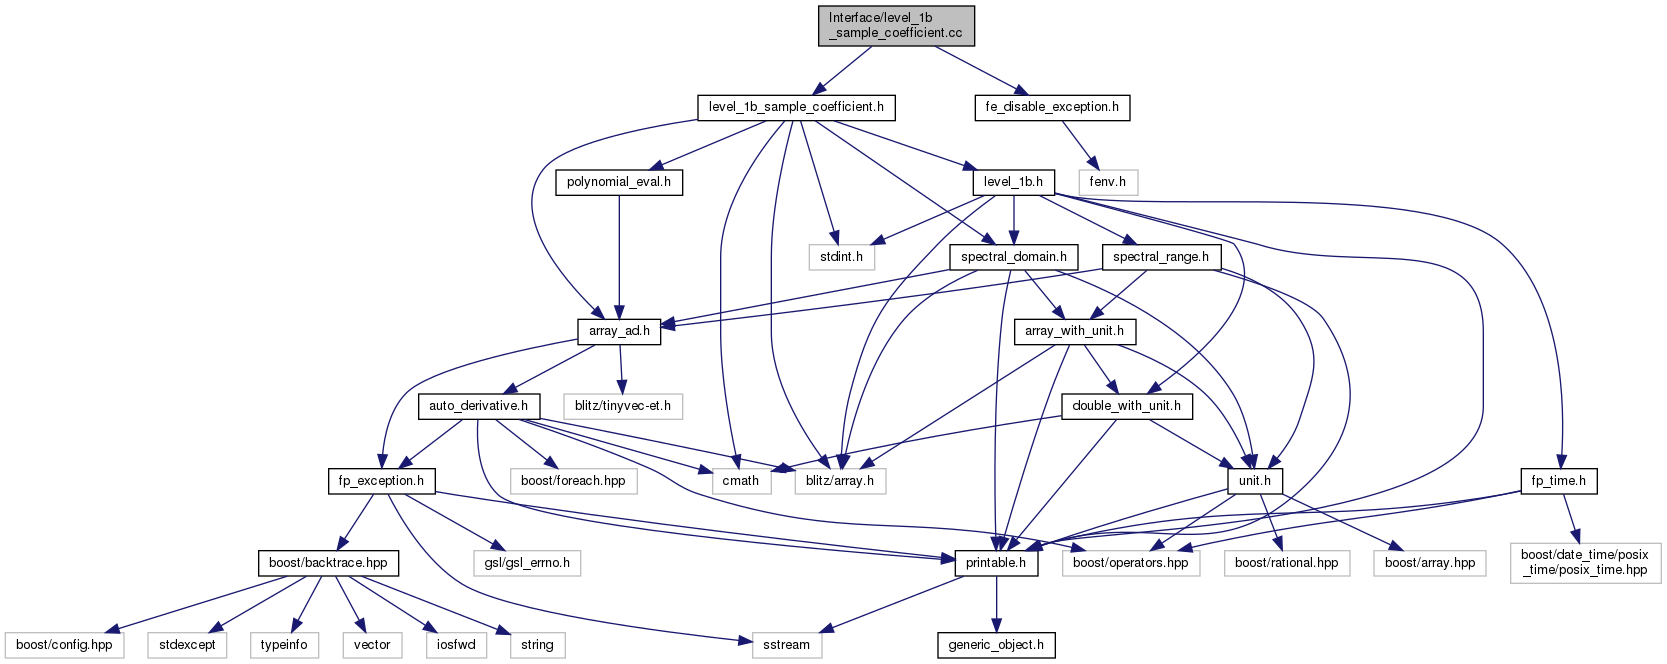 Interface/level_1b
_sample_coefficient.cc
level_1b_sample_coefficient.h
fe_disable_exception.h
polynomial_eval.h
level_1b.h
fenv.h
stdint.h
spectral_domain.h
spectral_range.h
array_ad.h
array_with_unit.h
auto_derivative.h
blitz/tinyvec-et.h
double_with_unit.h
fp_exception.h
boost/foreach.hpp
cmath
blitz/array.h
unit.h
fp_time.h
boost/backtrace.hpp
gsl/gsl_errno.h
printable.h
boost/operators.hpp
boost/rational.hpp
boost/array.hpp
boost/date_time/posix
_time/posix_time.hpp
boost/config.hpp
stdexcept
typeinfo
vector
iosfwd
string
sstream
generic_object.h